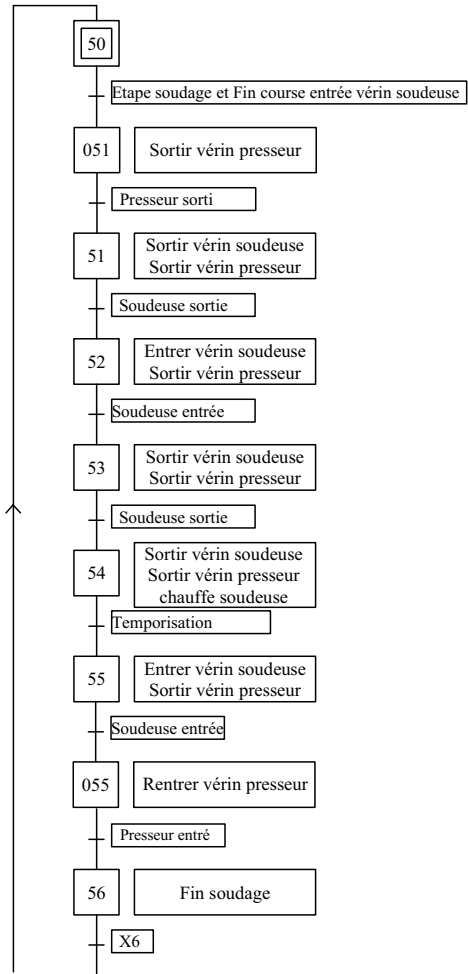 50
Etape soudage et Fin course entrée vérin soudeuse
051
Sortir vérin presseur
Presseur sorti
51
Sortir vérin soudeuse
Sortir vérin presseur
Soudeuse sortie
52
Entrer vérin soudeuse
Sortir vérin presseur
Soudeuse entrée
53
Sortir vérin soudeuse
Sortir vérin presseur
Soudeuse sortie
54
Sortir vérin soudeuse
Sortir vérin presseur
chauffe soudeuse
Temporisation
55
Entrer vérin soudeuse
Sortir vérin presseur
Soudeuse entrée
055
Rentrer vérin presseur
Presseur entré
56
Fin soudage
X6